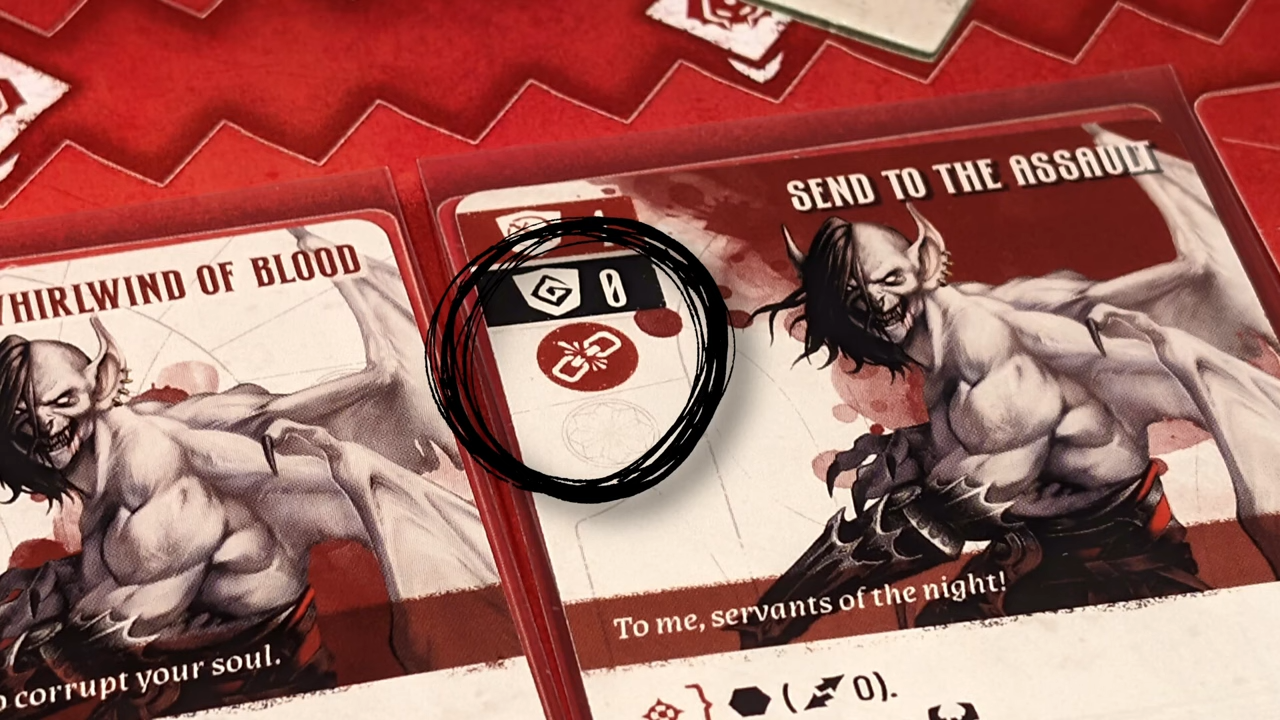 SEND TO THE ASSAULT
0
WHIRLWIND OF BLOOD
To me, servants of the night!
corrupt your soul.
( 0).